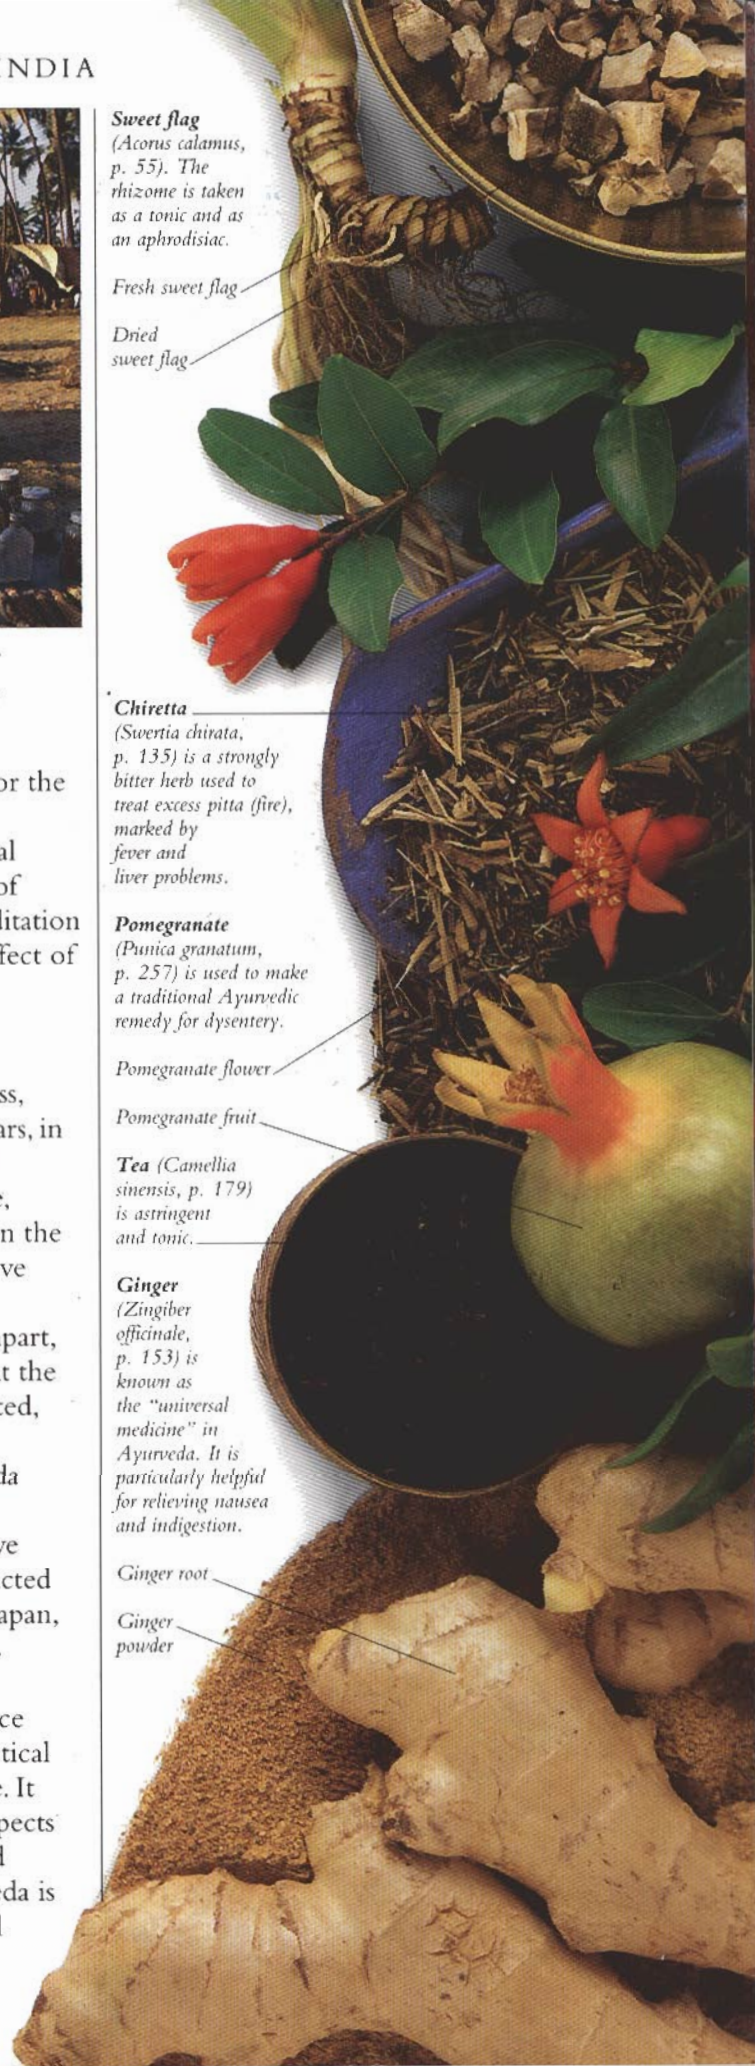 INDIA
Sweet flag
(Acorus calamus,
p. 55). The
rhizome is taken
as a tonic and as
an aphrodisiac.
Fresh sweet flag
Dried
sweet flag
Chiretta
(Swertia chirata,
p. 135) is a strongly
bitter herb used to
treat excess pitta (fire),
marked by
fever and
liver problems.
Pomegranate
(Punica granatum,
p. 257) is used to make
a traditional Ayurvedic
remedy for dysentery.
Pomegranate flower
Pomegranate fruit
Tea (Camellia
sinensis, p. 179)
is astringent
and tonic.
Ginger
(Zingiber
officinale,
p. 153) is
known as
the "universal
medicine" in
Ayurveda. It is
particularly helpful
for relieving nausea
and indigestion.
Ginger root
Ginger
powder
or the
al
of
litation
fect of
ss,
ars, in
e,
n the
ve
part,
t the
ted,
da
ve
cted
apan,
ce
tical
e. It
pects
d
eda is